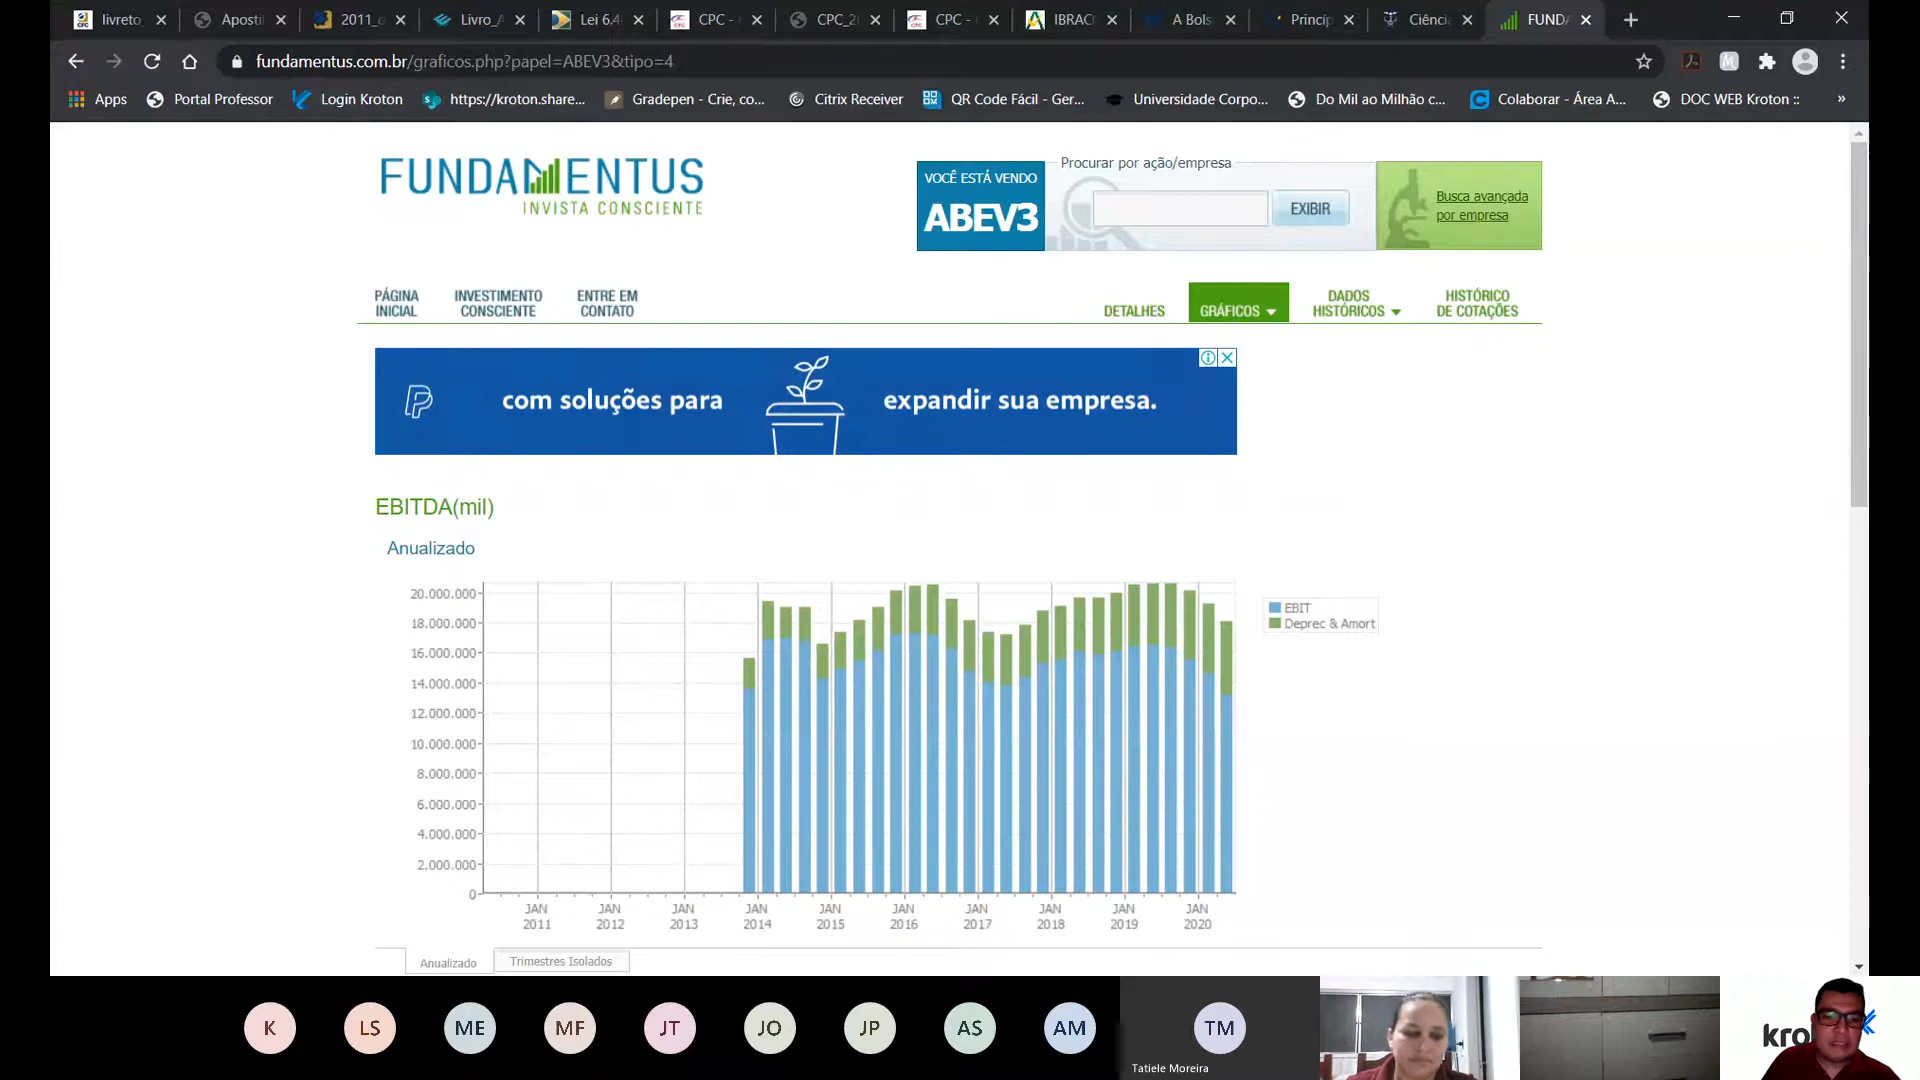 livreto_ Apostil 2011_ Livro_A Lei 6.4 CPC - CPC_2 CPC - IBRAC A Bols Princíp Ciênci FUNDA
fundamentus.com.br/graficos.php?papel=ABEV3&tipo=4
Apps Portal Professor Login Kroton https://kroton.share... Gradepen - Crie, co... Citrix Receiver QR Code Fácil - Ger... Universidade Corpo... Do Mil ao Milhão c... Colaborar - Área A... DOC WEB Kroton :: »
FUNDAMENTUS
INVISTA CONSCIENTE
VOCÊ ESTÁ VENDO
ABEV3
Procurar por ação/empresa
EXIBIR
Busca avançada
por empresa
PÁGINA
INICIAL
INVESTIMENTO
CONSCIENTE
ENTRE EM
CONTATO
DETALHES
GRÁFICOS
DADOS
HISTÓRICOS
HISTÓRICO
DE COTAÇÕES
com soluções para expandir sua empresa.
EBITDA(mil)
Anualizado
20.000.000
18.000.000
16.000.000
14.000.000
12.000.000
10.000.000
8.000.000
6.000.000
4.000.000
2.000.000
0
JAN JAN JAN JAN JAN JAN JAN JAN JAN JAN
2011 2012 2013 2014 2015 2016 2017 2018 2019 2020
EBIT
Deprec & Amort
Anualizado Trimestres Isolados
K LS ME MF JT JO JP AS AM TM
Tatiele Moreira